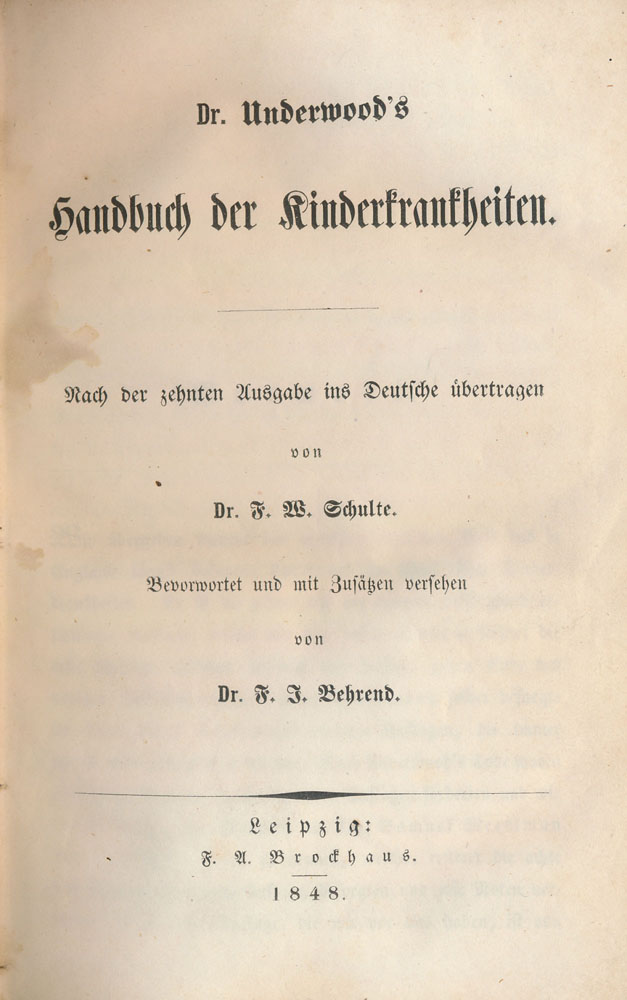 Dr. Underwood's
Handbuch der Kinderkrankheiten.
Nach der zehnten Ausgabe ins Deutsche übertragen
von
Dr. F. W. Schulte.
Bevorwortet und mit Zusätzen versehen
von
Dr. F. J. Behrend.
Leipzig:
F. A. Brockhaus.
1848.